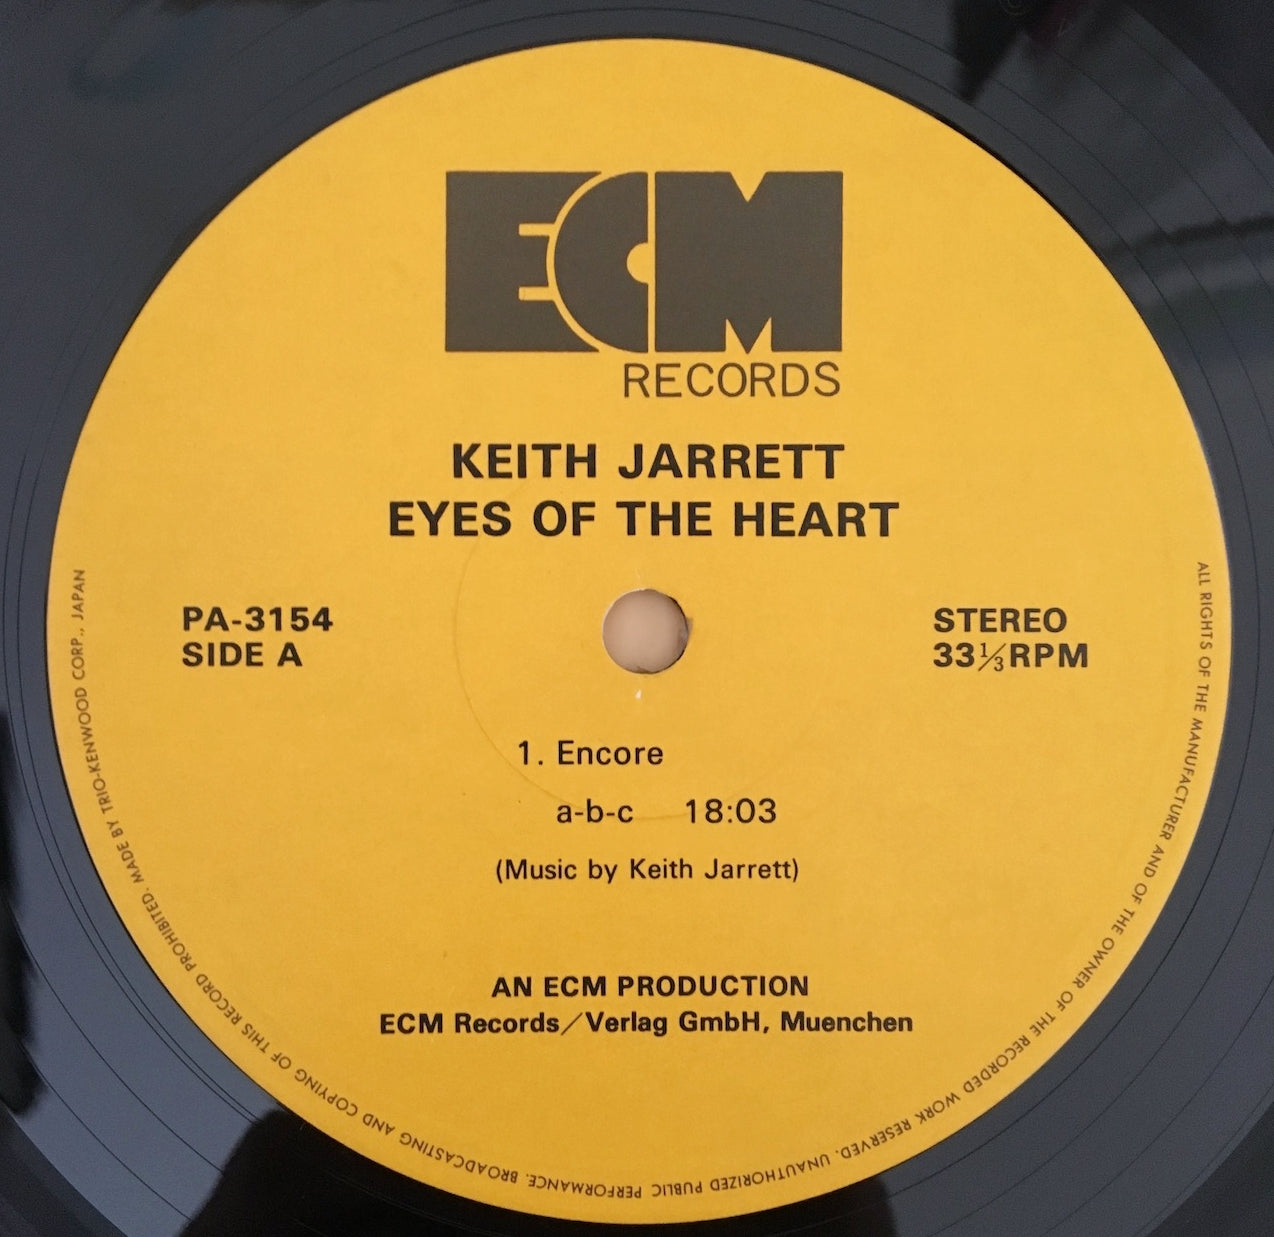 ECM
RECORDS
KEITH JARRETT
EYES OF THE HEART
PA-3154
SIDE A
STEREO
33⅓RPM
1. Encore
a-b-c 18:03
(Music by Keith Jarrett)
AN ECM PRODUCTION
ECM Records/Verlag GmbH, Muenchen
ALL RIGHTS OF THE MANUFACTURER AND OF THE OWNER OF THE RECORDED WORK RESERVED. UNAUTHORIZED PUBLIC PERFORMANCE. BROADCASTING AND COPYING OF THIS RECORD PROHIBITED. MADE BY TRIO-KENWOOD CORP., JAPAN